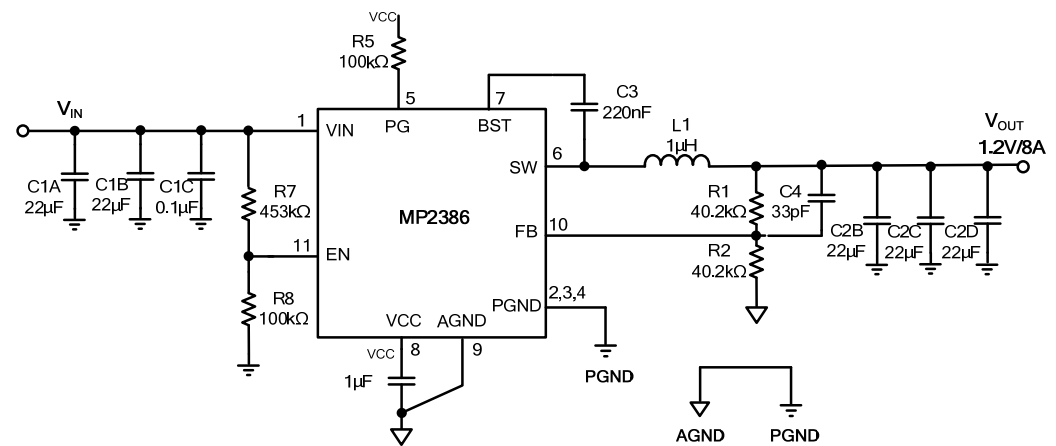 VCC
R5
100kΩ
5
7
C3
220nF
VIN
1
VIN
PG
BST
L1
1µH
VOUT
1.2V/8A
6
SW
C1A
22µF
C1B
22µF
C1C
0.1µF
R7
453kΩ
MP2386
R1
40.2kΩ
C4
33pF
FB
10
11
EN
R2
40.2kΩ
C2B
22µF
C2C
22µF
C2D
22µF
R8
100kΩ
PGND
2,3,4
VCC
AGND
VCC
8
9
1µF
PGND
AGND
PGND